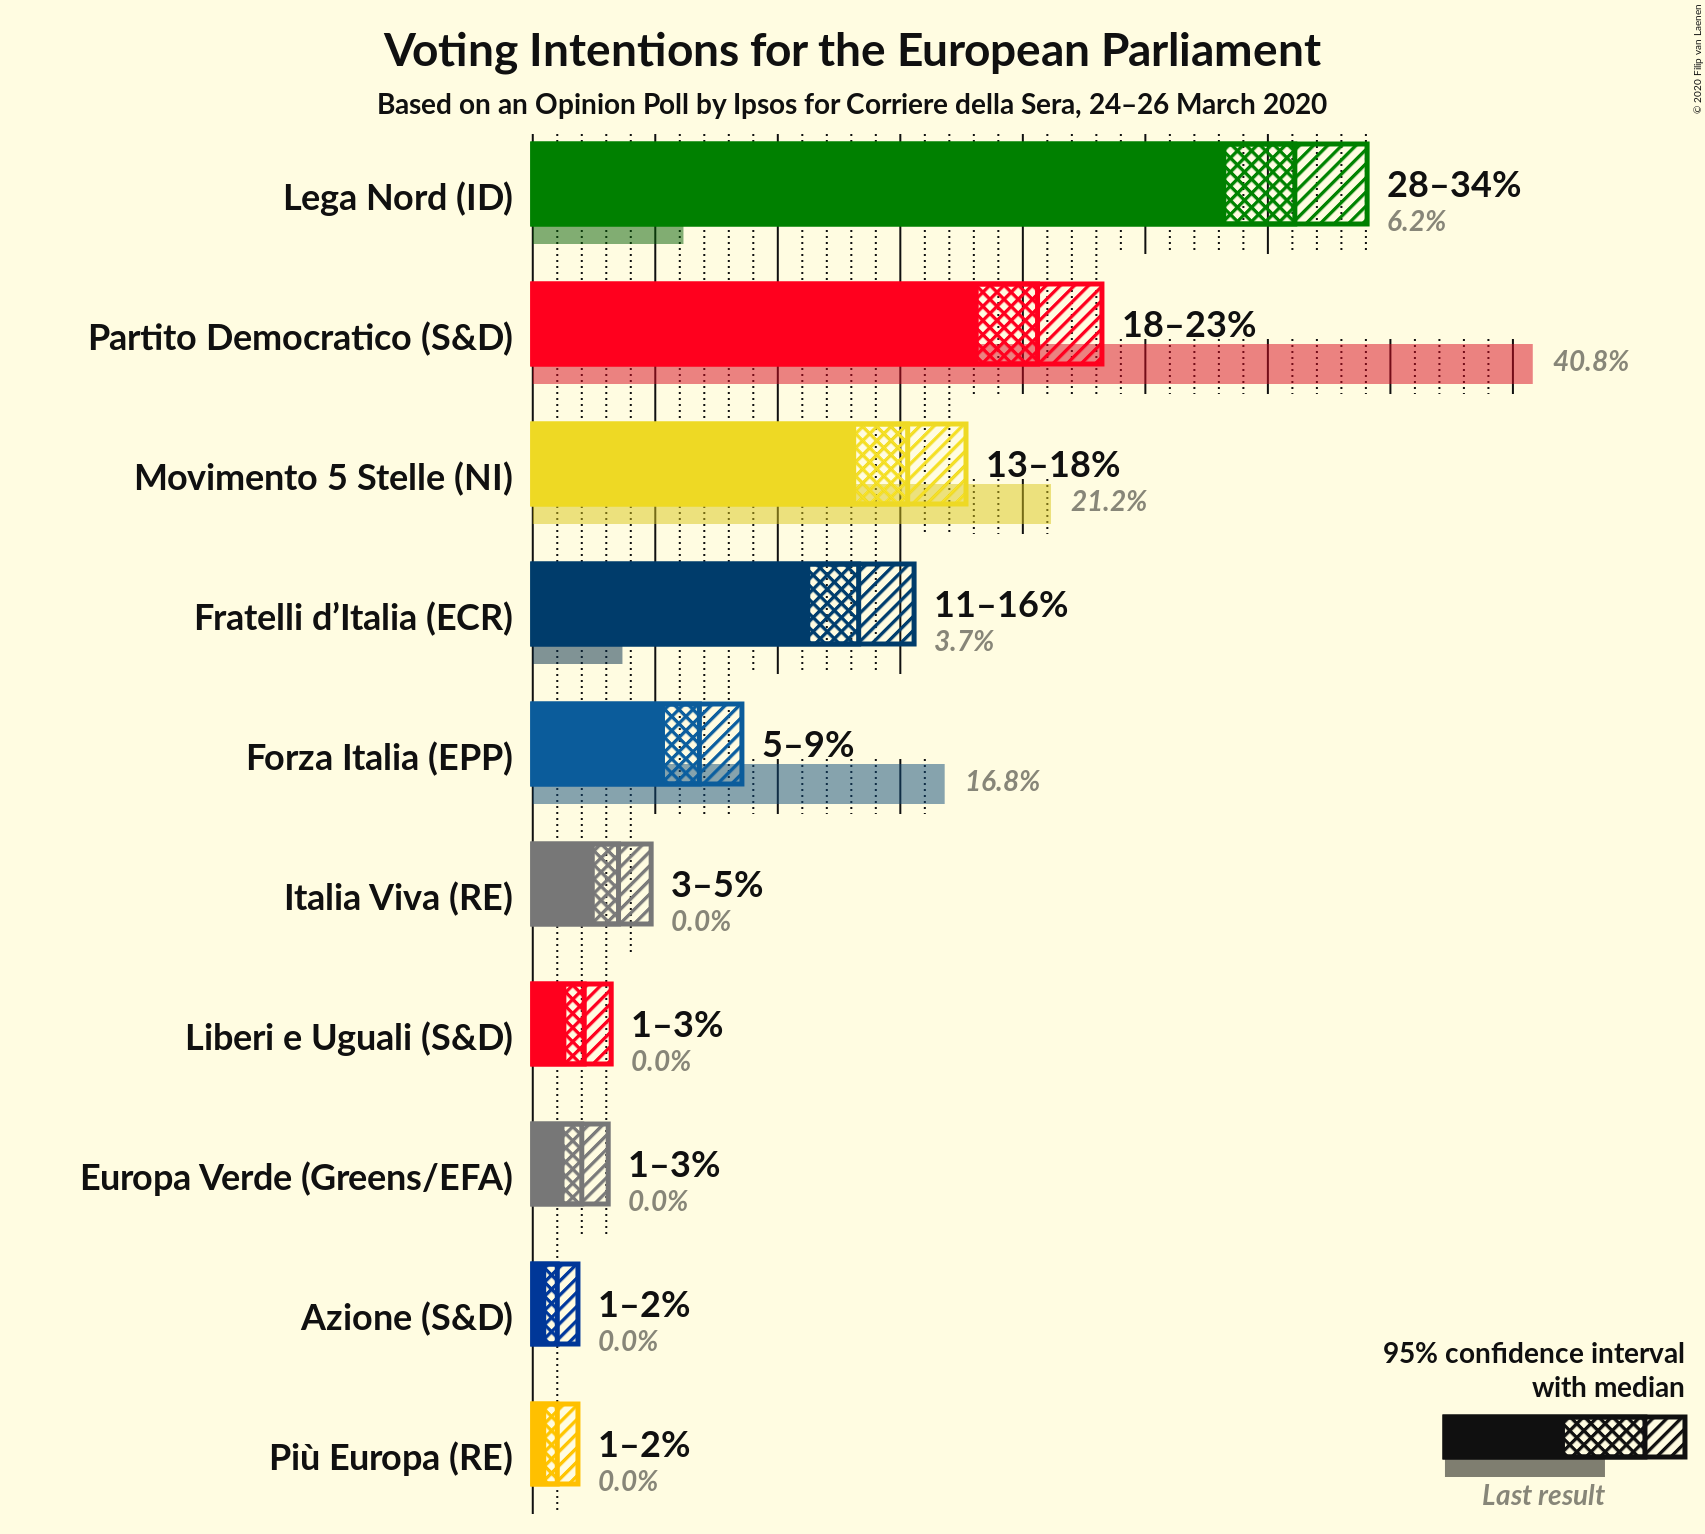 Voting Intentions for the European Parliament
Based on an Opinion Poll by Ipsos for Corriere della Sera, 24–26 March 2020
© 2020 Filip van Laenen
Lega Nord (ID)
28–34%
6.2%
Partito Democratico (S&D)
18–23%
40.8%
Movimento 5 Stelle (NI)
13–18%
21.2%
Fratelli d’Italia (ECR)
11–16%
3.7%
Forza Italia (EPP)
5–9%
16.8%
Italia Viva (RE)
3–5%
0.0%
Liberi e Uguali (S&D)
1–3%
0.0%
Europa Verde (Greens/EFA)
1–3%
0.0%
Azione (S&D)
1–2%
0.0%
Più Europa (RE)
1–2%
0.0%
95% confidence interval
with median
Last result